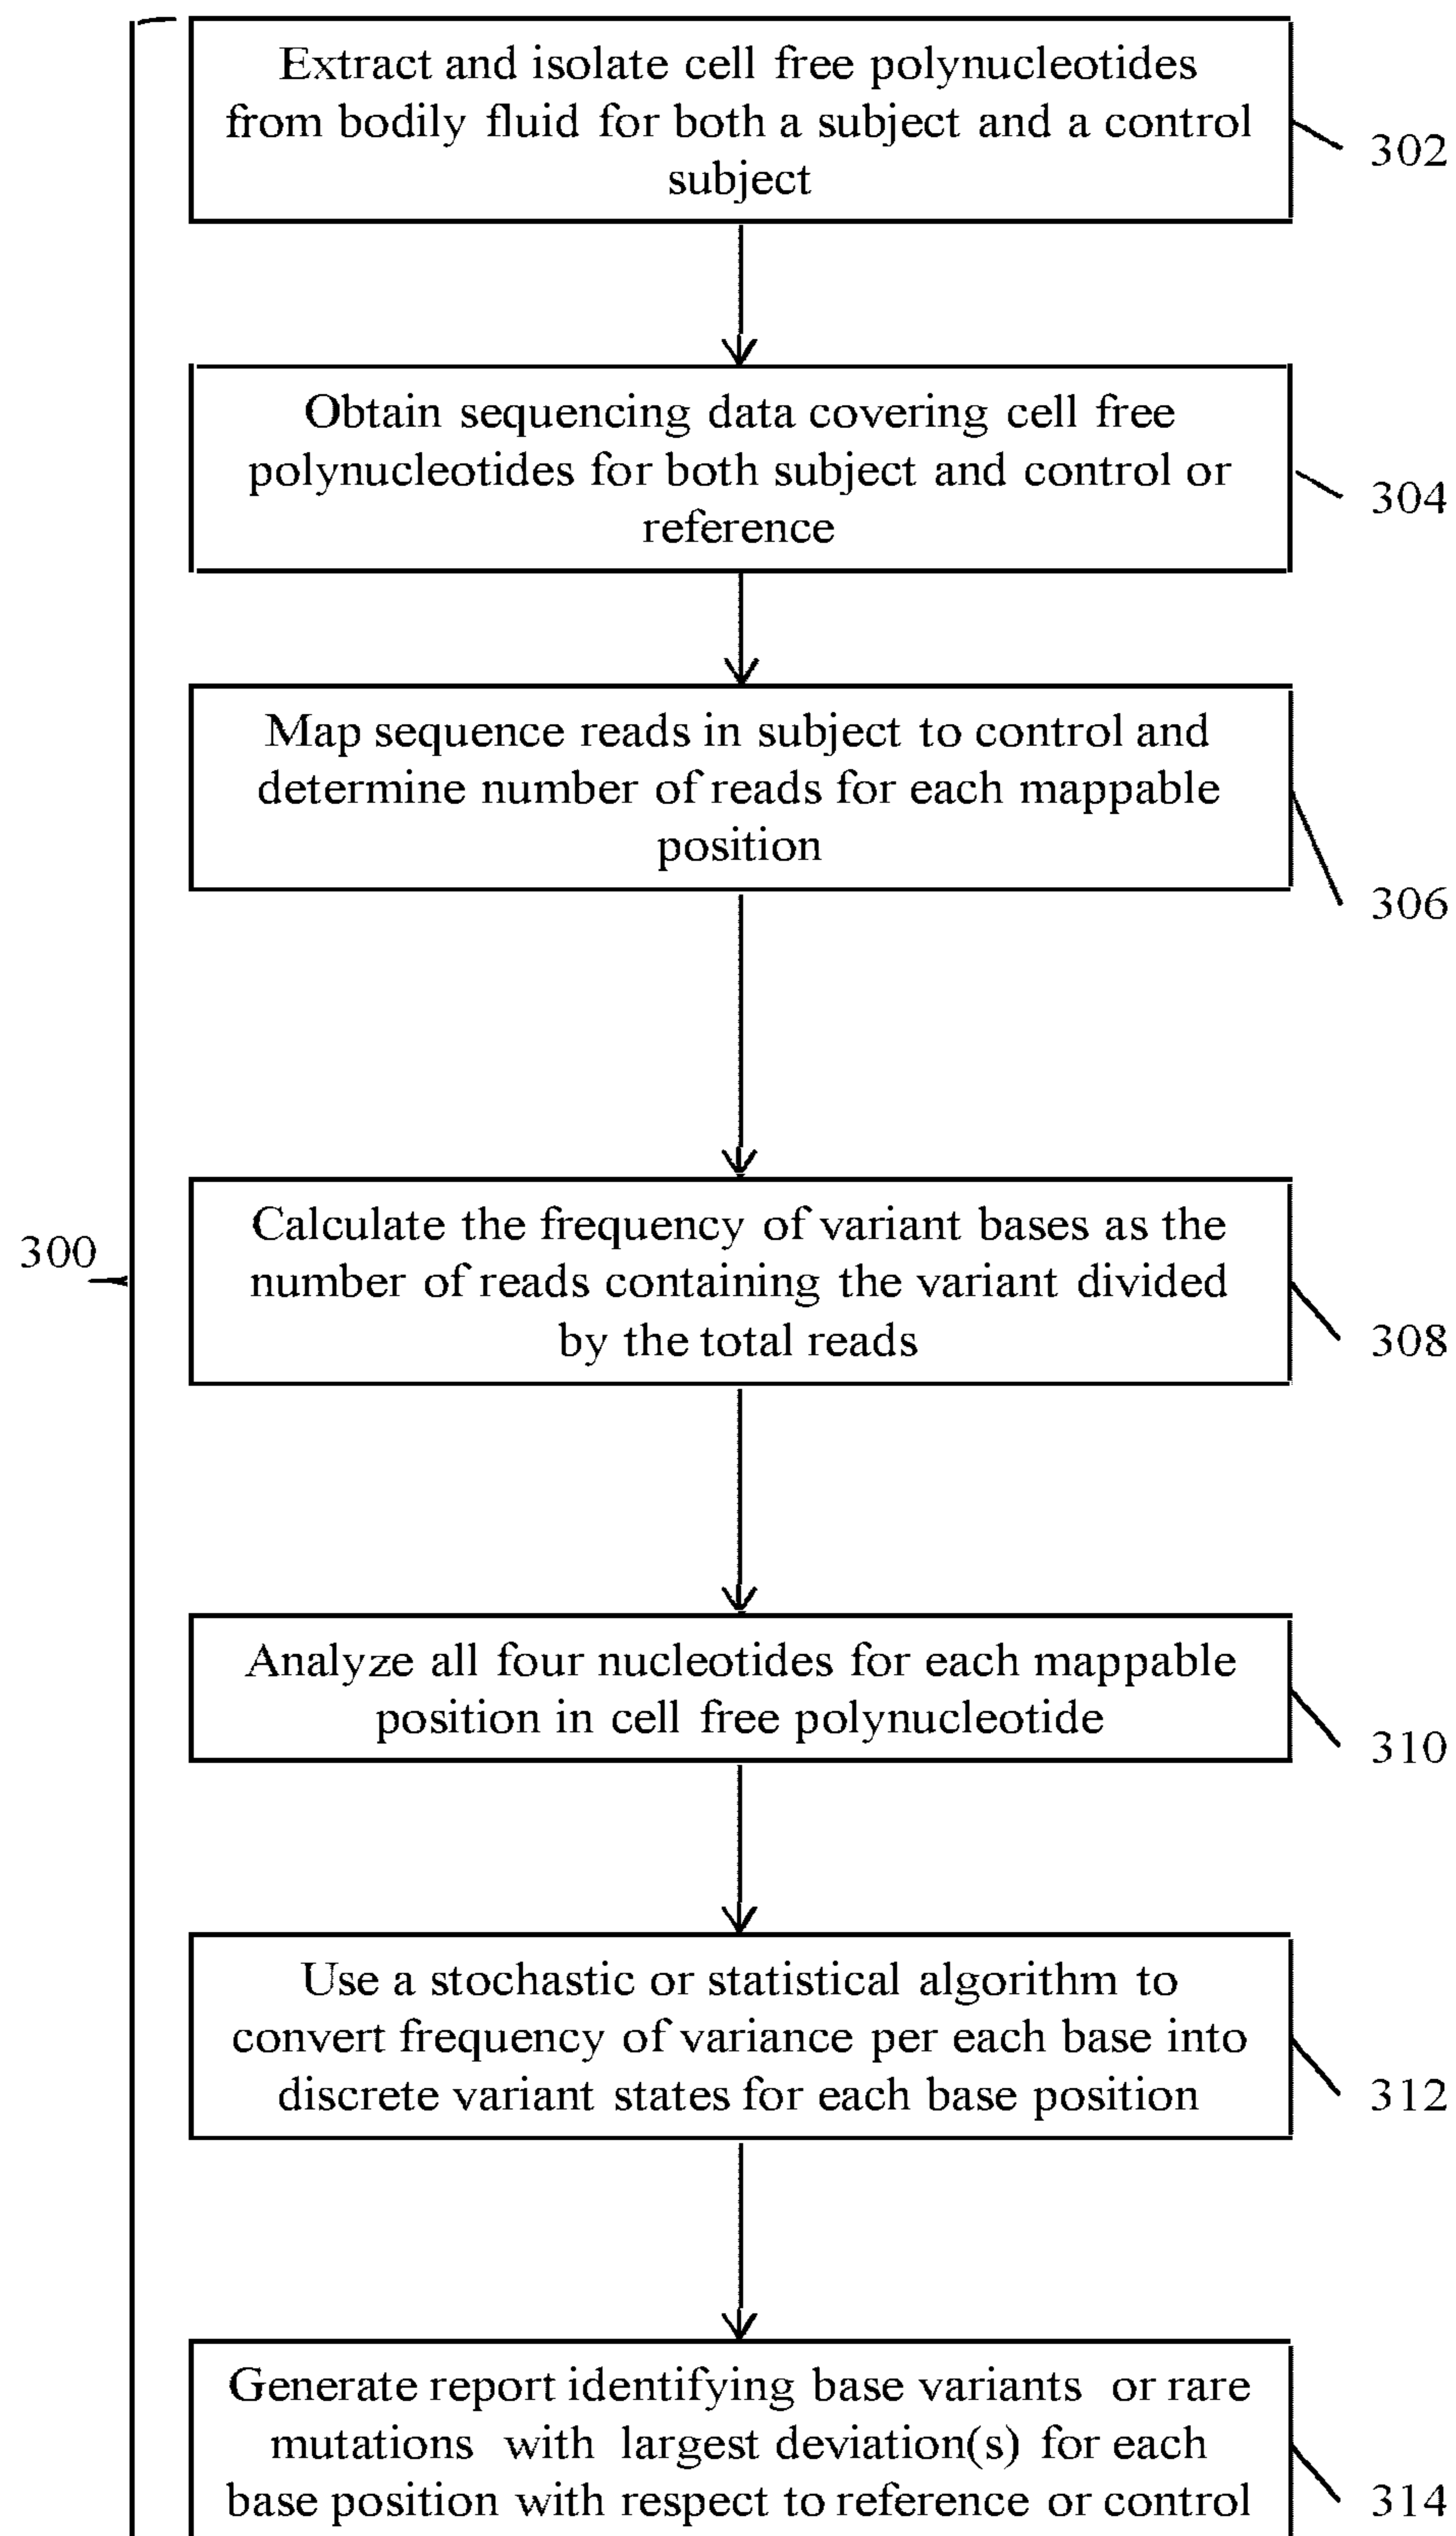 Extract and isolate cell free polynucleotides
from bodily fluid for both a subject and a control
subject
302
Obtain sequencing data covering cell free
polynucleotides for both subject and control or
reference
304
Map sequence reads in subject to control and
determine number of reads for each mappable
position
306
300
Calculate the frequency of variant bases as the
number of reads containing the variant divided
by the total reads
308
Analyze all four nucleotides for each mappable
position in cell free polynucleotide
310
Use a stochastic or statistical algorithm to
convert frequency of variance per each base into
discrete variant states for each base position
312
Generate report identifying base variants or rare
mutations with largest deviation(s) for each
base position with respect to reference or control
314